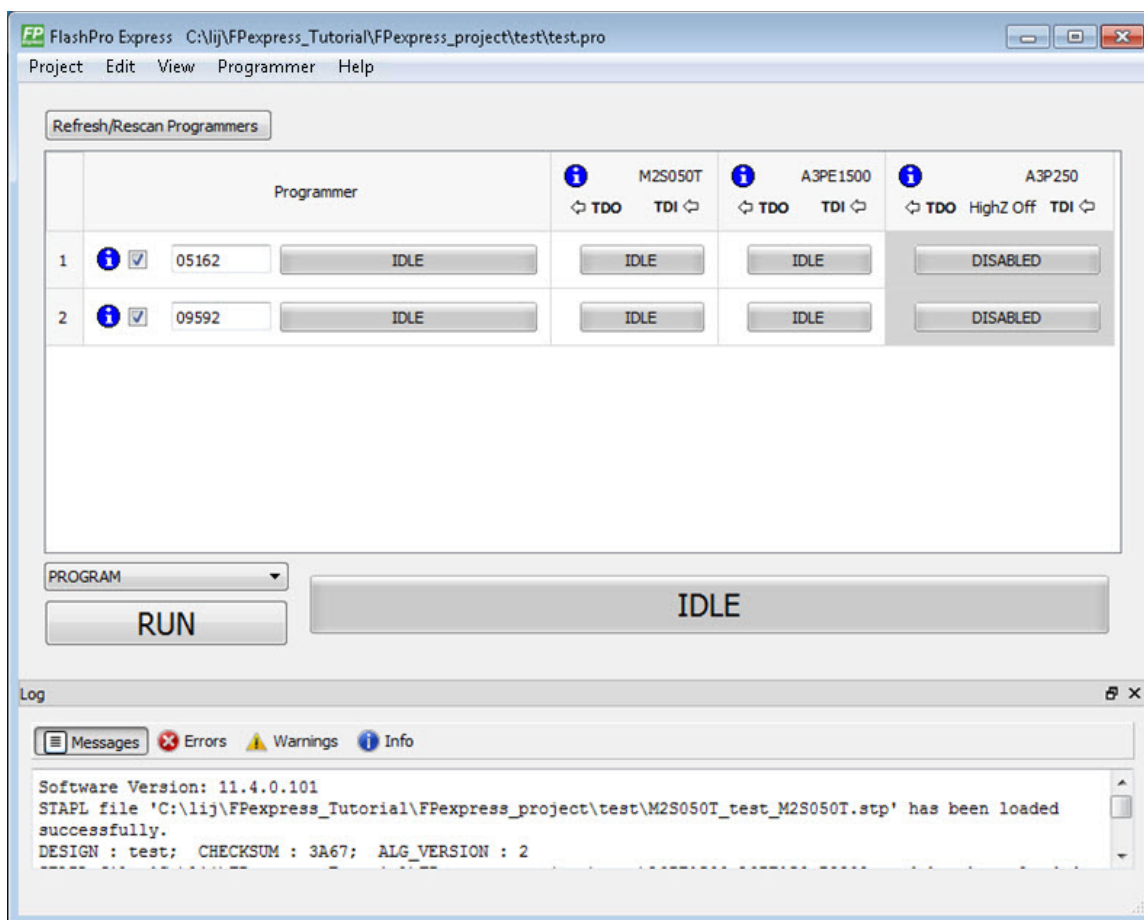 FP FlashPro Express C:\lij\FPexpress_Tutorial\FPexpress_project\test\test.pro
Project Edit View Programmer Help
Refresh/Rescan Programmers
Programmer
M2S050T
TDO TDI
A3PE1500
TDO TDI
A3P250
TDO HighZ Off TDI
1 05162 IDLE IDLE IDLE DISABLED
2 09592 IDLE IDLE IDLE DISABLED
PROGRAM
RUN
IDLE
Log
Messages Errors Warnings Info
Software Version: 11.4.0.101
STAPL file 'C:\lij\FPexpress_Tutorial\FPexpress_project\test\M2S050T_test_M2S050T.stp' has been loaded
successfully.
DESIGN : test; CHECKSUM : 3A67; ALG_VERSION : 2